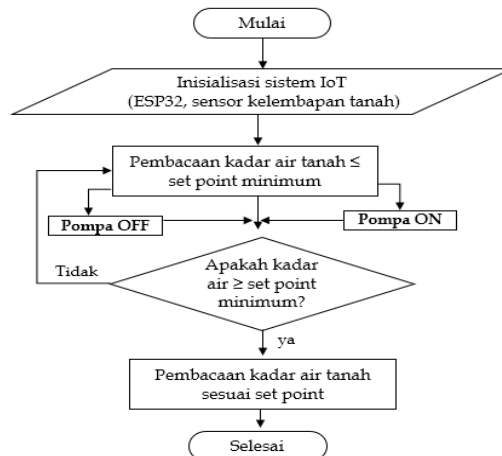 Mulai
Inisialisasi sistem IoT
(ESP32, sensor kelembapan tanah)
Pembacaan kadar air tanah ≤
set point minimum
Pompa OFF
Pompa ON
Tidak
Apakah kadar
air ≥ set point
minimum?
ya
Pembacaan kadar air tanah
sesuai set point
Selesai